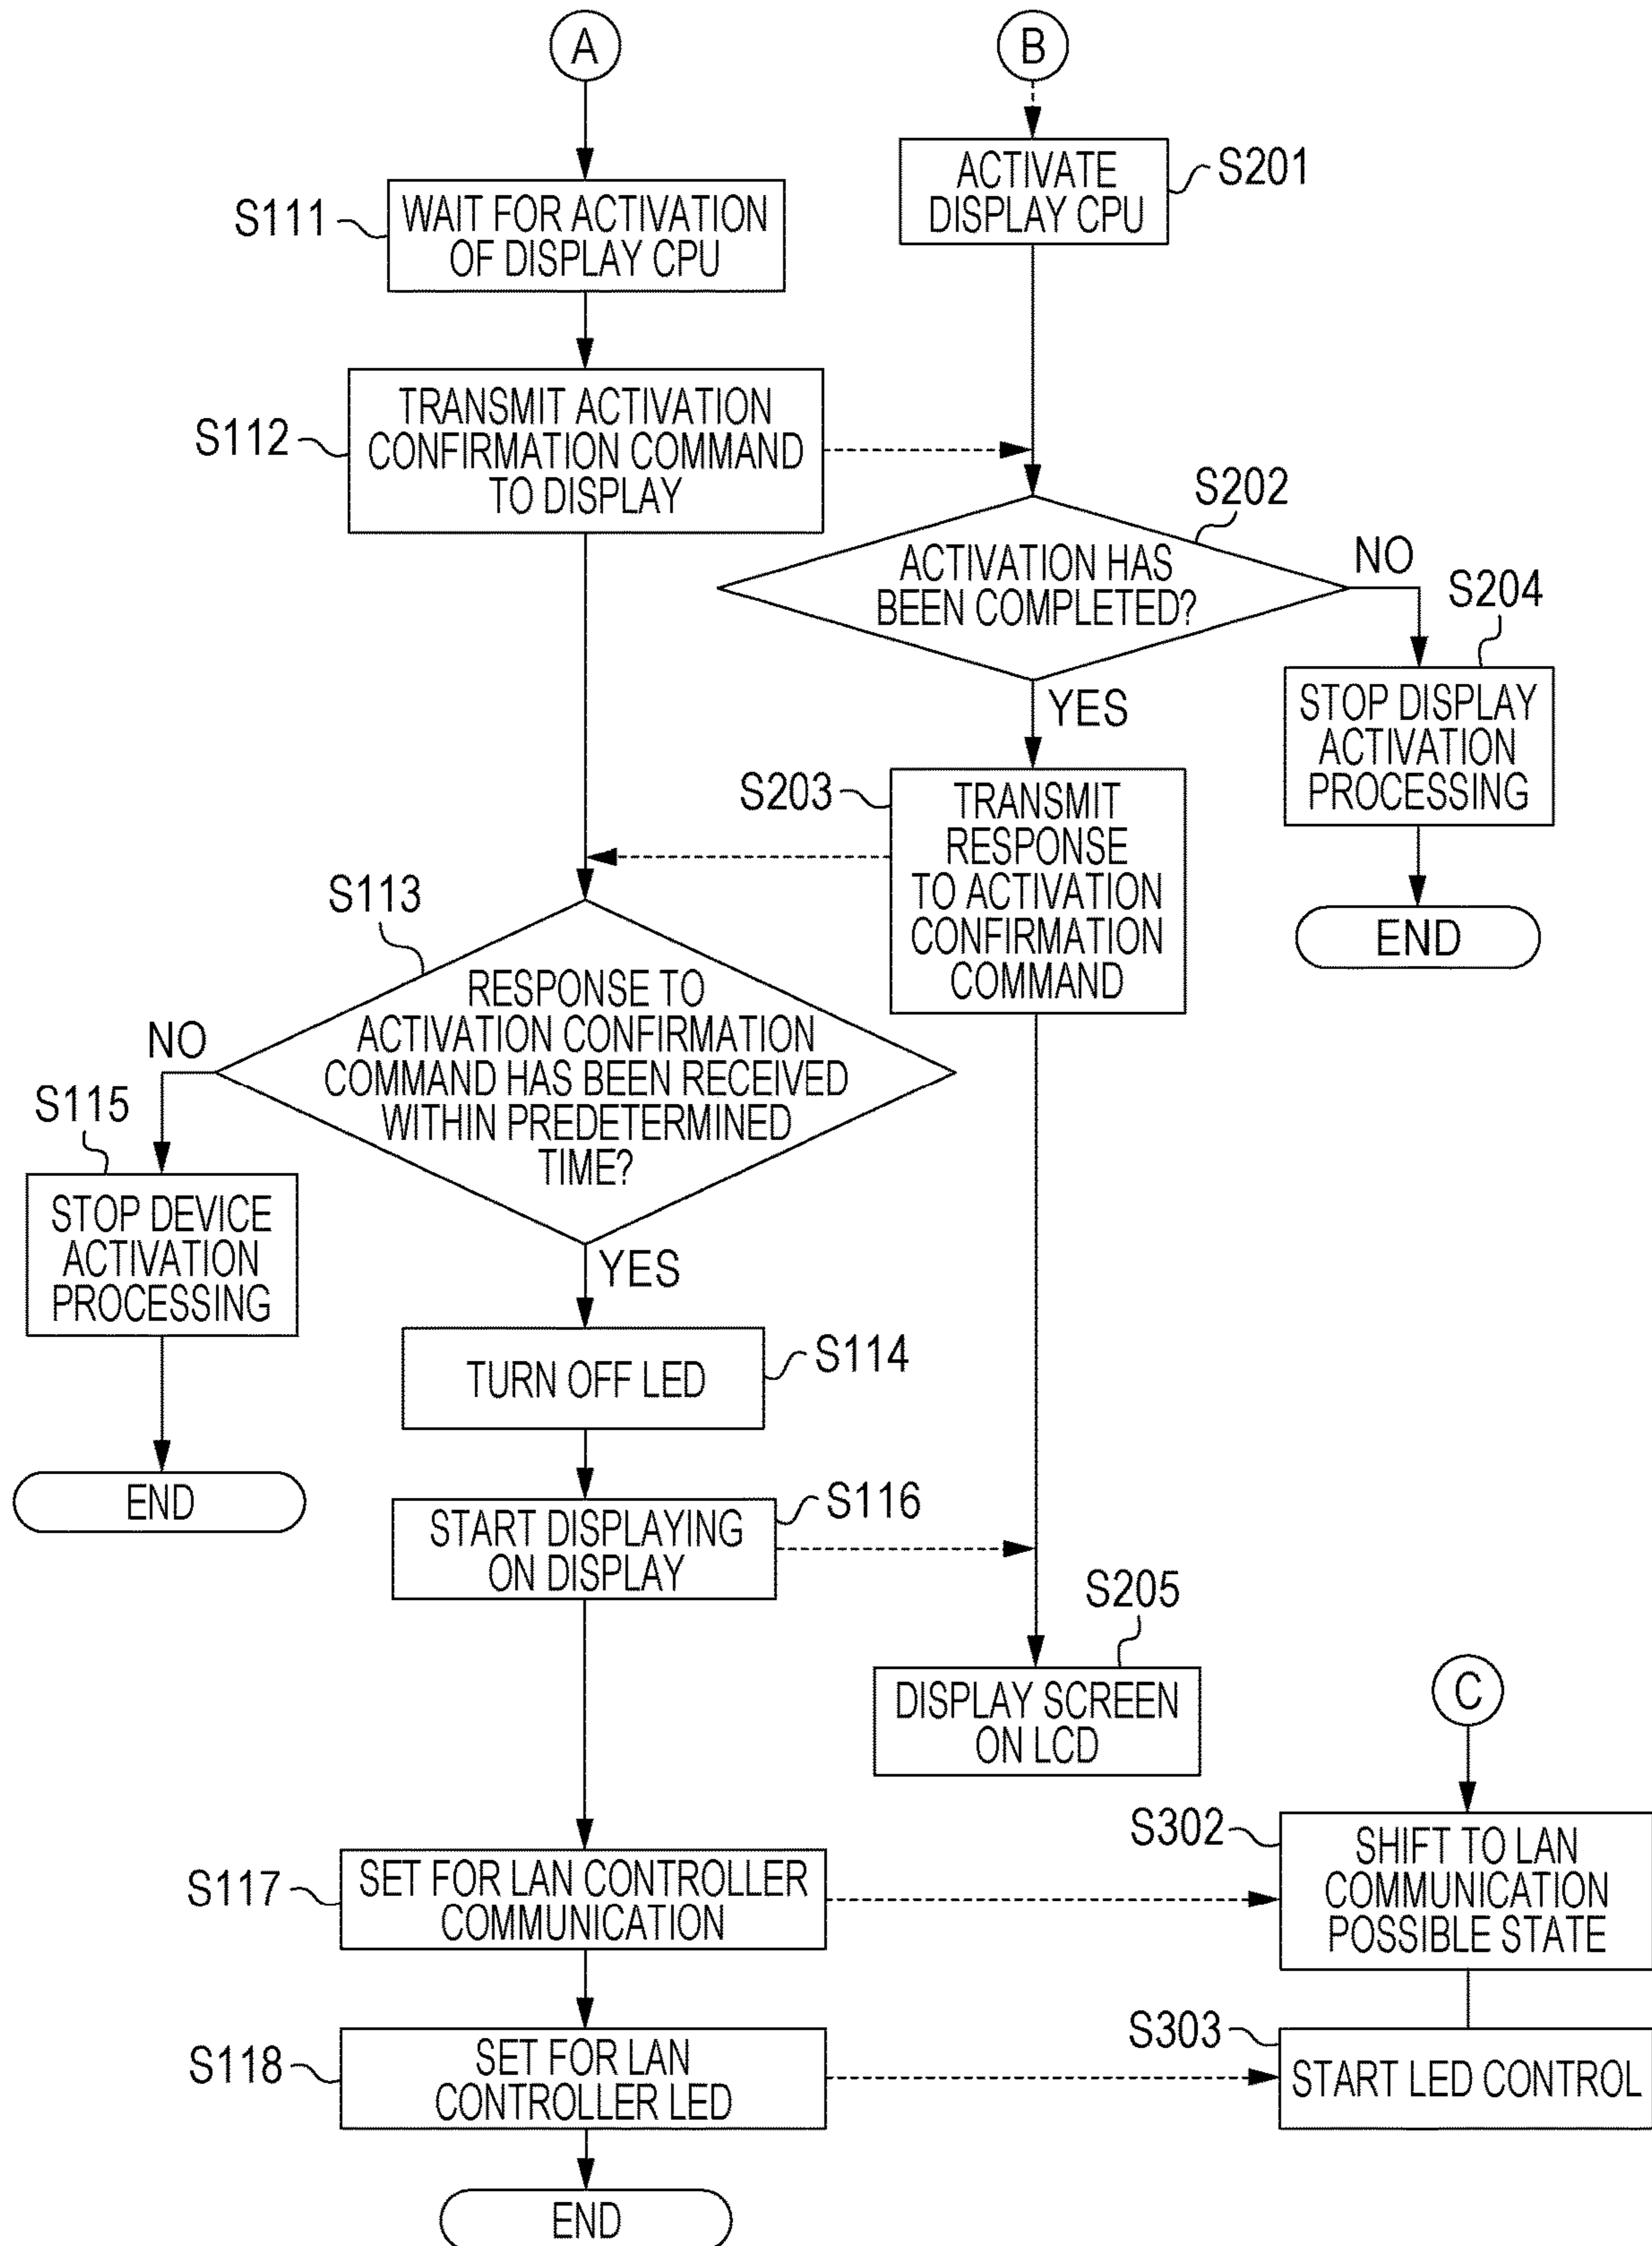 A
B
S111
WAIT FOR ACTIVATION
OF DISPLAY CPU
ACTIVATE
DISPLAY CPU
S201
S112
TRANSMIT ACTIVATION
CONFIRMATION COMMAND
TO DISPLAY
S202
ACTIVATION HAS
BEEN COMPLETED?
NO
S204
YES
STOP DISPLAY
ACTIVATION
PROCESSING
END
S203
TRANSMIT
RESPONSE
TO ACTIVATION
CONFIRMATION
COMMAND
S113
RESPONSE TO
ACTIVATION CONFIRMATION
COMMAND HAS BEEN RECEIVED
WITHIN PREDETERMINED
TIME?
NO
S115
STOP DEVICE
ACTIVATION
PROCESSING
END
YES
TURN OFF LED
S114
START DISPLAYING
ON DISPLAY
S116
S205
DISPLAY SCREEN
ON LCD
C
S117
SET FOR LAN CONTROLLER
COMMUNICATION
S302
SHIFT TO LAN
COMMUNICATION
POSSIBLE STATE
S118
SET FOR LAN
CONTROLLER LED
S303
START LED CONTROL
END